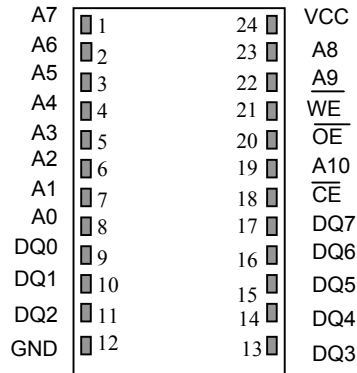 A7 1 24 VCC
A6 2 23 A8
A5 3 22 A9
A4 4 21 WE
A3 5 20 OE
A2 6 19 A10
A1 7 18 CE
A0 8 17 DQ7
DQ0 9 16 DQ6
DQ1 10 15 DQ5
DQ2 11 14 DQ4
GND 12 13 DQ3